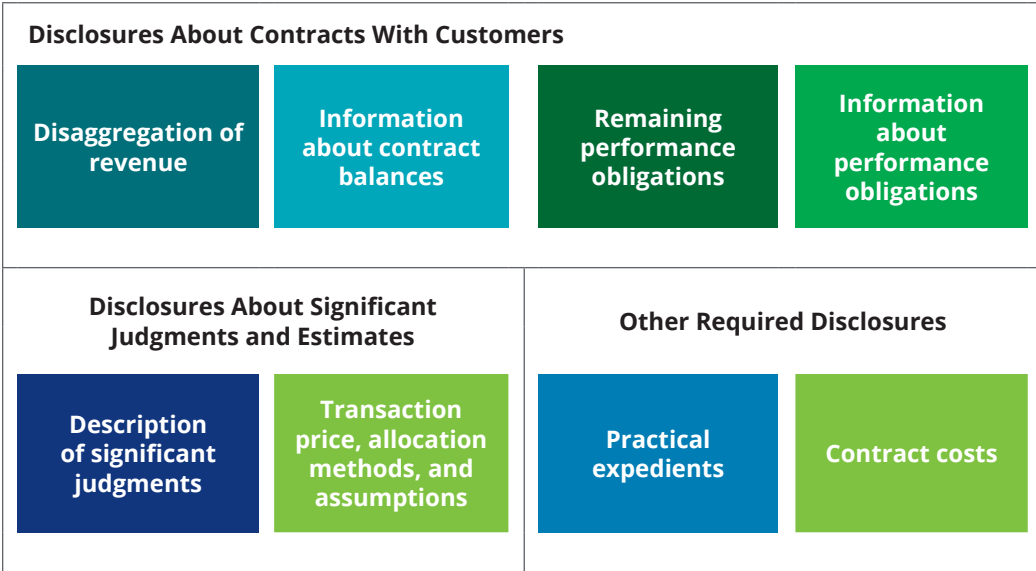 Disclosures About Contracts With Customers
Disaggregation of
revenue
Information
about contract
balances
Remaining
performance
obligations
Information
about
performance
obligations
Disclosures About Significant
Judgments and Estimates
Description
of significant
judgments
Transaction
price, allocation
methods, and
assumptions
Other Required Disclosures
Practical
expedients
Contract costs